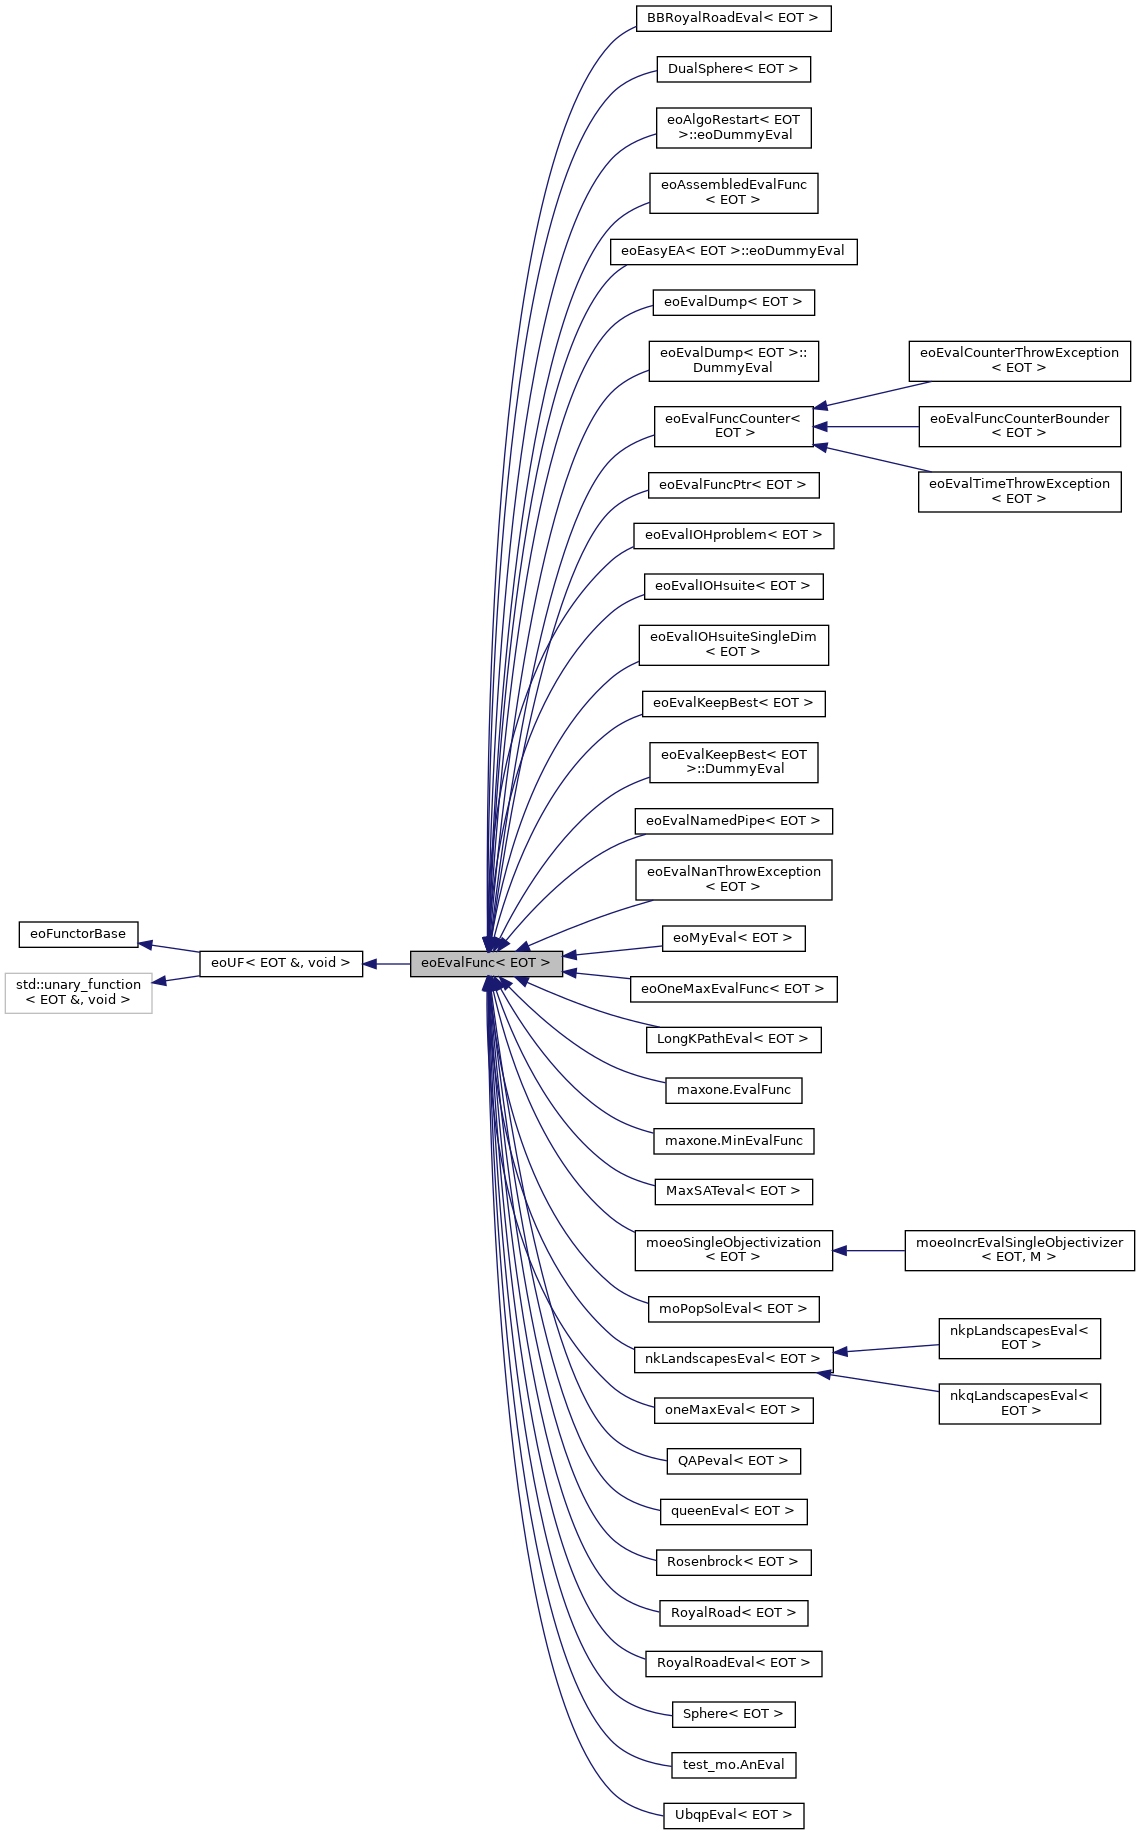 BBRoyalRoadEval< EOT >
DualSphere< EOT >
eoAlgoRestart< EOT
>::eoDummyEval
eoAssembledEvalFunc
< EOT >
eoEasyEA< EOT >::eoDummyEval
eoEvalDump< EOT >
eoEvalDump< EOT >::
DummyEval
eoEvalFuncCounter<
EOT >
eoEvalCounterThrowException
< EOT >
eoEvalFuncCounterBounder
< EOT >
eoEvalTimeThrowException
< EOT >
eoEvalFuncPtr< EOT >
eoEvalIOHproblem< EOT >
eoEvalIOHsuite< EOT >
eoEvalIOHsuiteSingleDim
< EOT >
eoEvalKeepBest< EOT >
eoEvalKeepBest< EOT
>::DummyEval
eoEvalNamedPipe< EOT >
eoEvalNanThrowException
< EOT >
eoFunctorBase
std::unary_function
< EOT &, void >
eoUF< EOT &, void >
eoEvalFunc< EOT >
eoMyEval< EOT >
eoOneMaxEvalFunc< EOT >
LongKPathEval< EOT >
maxone.EvalFunc
maxone.MinEvalFunc
MaxSATeval< EOT >
moeoSingleObjectivization
< EOT >
moeoIncrEvalSingleObjectivizer
< EOT, M >
moPopSolEval< EOT >
nkLandscapesEval< EOT >
nkpLandscapesEval<
EOT >
nkqLandscapesEval<
EOT >
oneMaxEval< EOT >
QAPeval< EOT >
queenEval< EOT >
Rosenbrock< EOT >
RoyalRoad< EOT >
RoyalRoadEval< EOT >
Sphere< EOT >
test_mo.AnEval
UbqpEval< EOT >